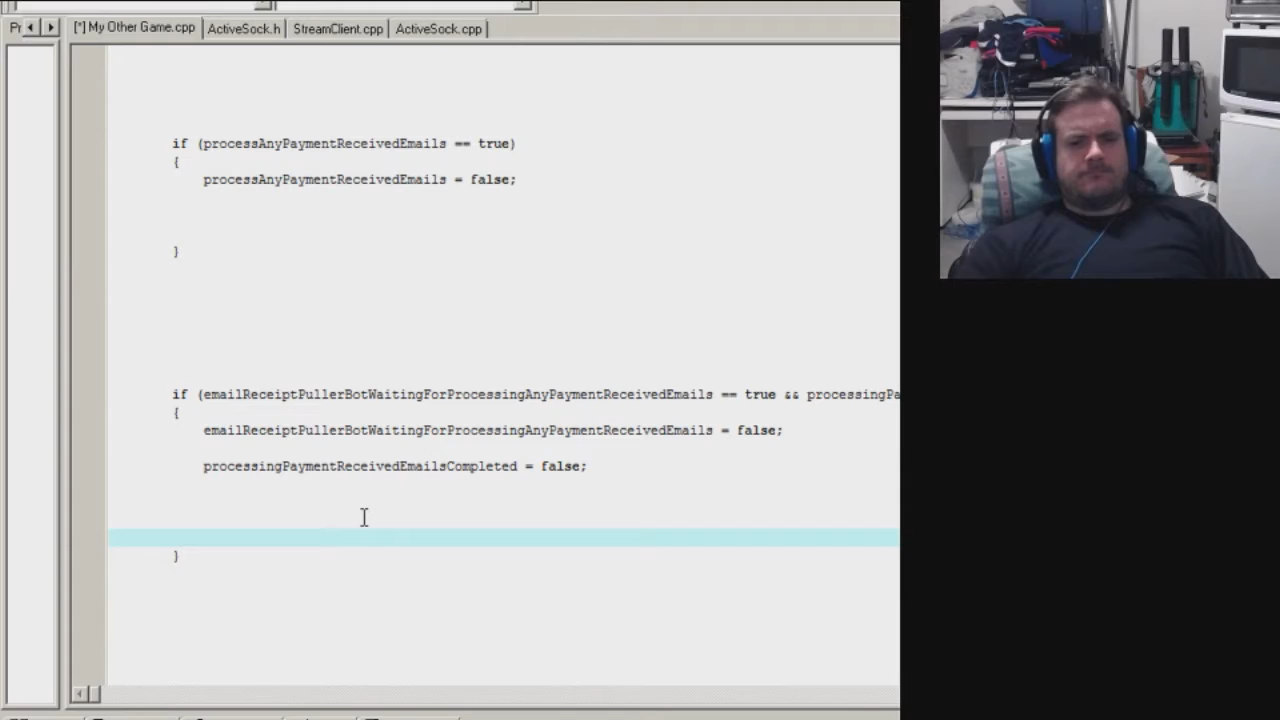 Pr [*] My Other Game.cpp ActiveSock.h StreamClient.cpp ActiveSock.cpp
if (processAnyPaymentReceivedEmails == true)
{
processAnyPaymentReceivedEmails = false;
}
if (emailReceiptPullerBotWaitingForProcessingAnyPaymentReceivedEmails == true && processingPa
{
emailReceiptPullerBotWaitingForProcessingAnyPaymentReceivedEmails = false;
processingPaymentReceivedEmailsCompleted = false;
}